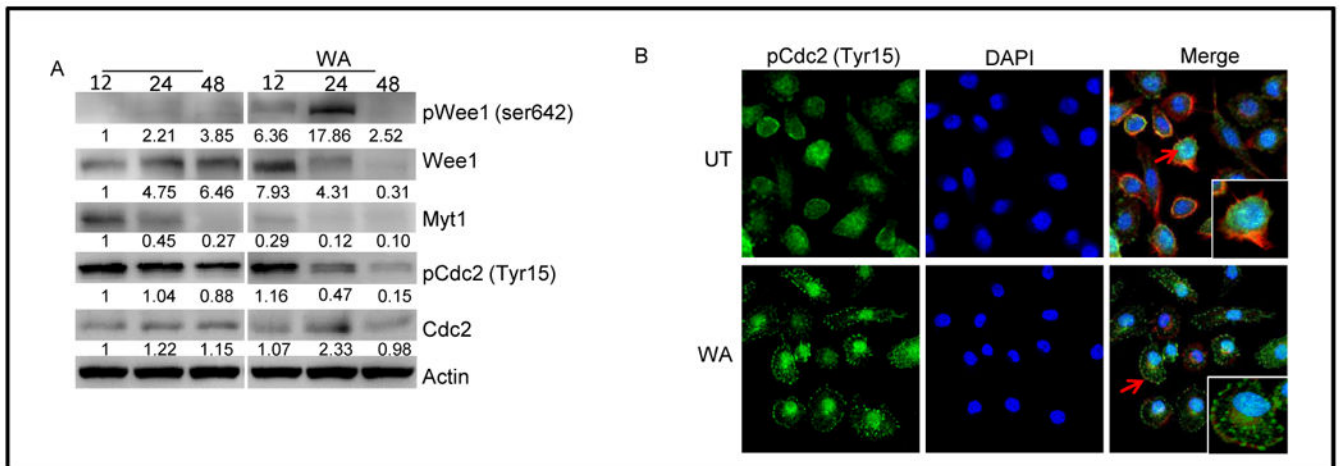 A
WA
12 24 48 12 24 48
pWee1 (ser642)
1 2.21 3.85 6.36 17.86 2.52
Wee1
1 4.75 6.46 7.93 4.31 0.31
Myt1
1 0.45 0.27 0.29 0.12 0.10
pCdc2 (Tyr15)
1 1.04 0.88 1.16 0.47 0.15
Cdc2
1 1.22 1.15 1.07 2.33 0.98
Actin
B
pCdc2 (Tyr15) DAPI Merge
UT
WA